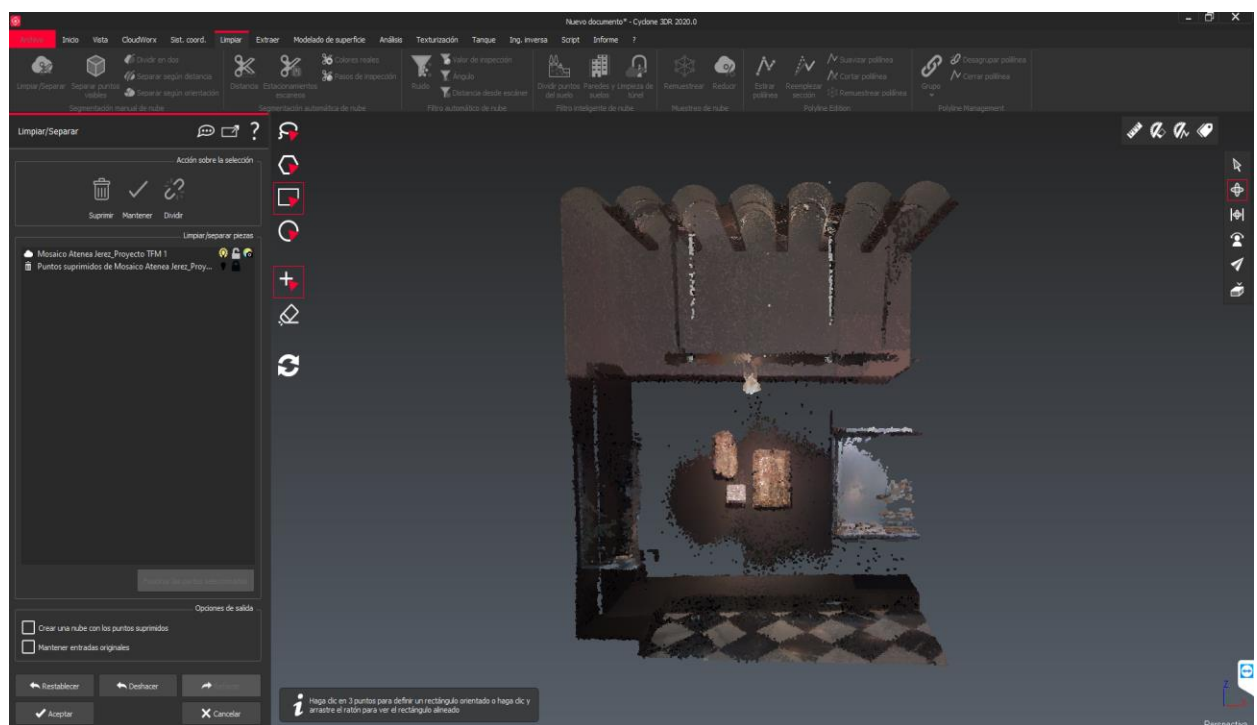 Nuevo documento* - Cyclone 3DR 2020.0
Archivo Inicio Vista CloudWorx Sist. coord. Limpiar Extraer Modelado de superficie Análisis Texturización Tanque Ing. inversa Script Informe ?
Dividir en dos
Separar según distancia
Separar según orientación
Limpiar/Separar
Separar puntos visibles
Segmentación manual de nube
Distancia
Estacionamientos escanena
Colores reales
Pasos de inspección
Segmentación automática de nube
Ruido
Valor de inspección
Ángulo
Distancia desde escáner
Filtro automático de nube
Dividir puntos del suelo
Paredes y suelos
Limpieza de túnel
Filtro inteligente de nube
Remuestrear
Reducir
Muestreo de nube
Estirar polilínea
Reemplazar sección
Suavizar polilínea
Cortar polilínea
Remuestrear polilínea
Polyline Edition
Grupo
Desagrupar polilínea
Cerrar polilínea
Polyline Management
Limpiar/Separar
?
Acción sobre la selección
Suprimir Mantener Dividir
Limpiar/separar piezas
Mosaico Atenea Jerez_Proyecto TFM 1
Puntos suprimidos de Mosaico Atenea Jerez_Proy...
Opciones de salida
Crear una nube con los puntos suprimidos
Mantener entradas originales
Restablecer Deshacer
Aceptar Cancelar
Haga clic en 3 puntos para definir un rectángulo orientado o haga clic y
arrastre el ratón para ver el rectángulo alineado
Z
Perspectiva